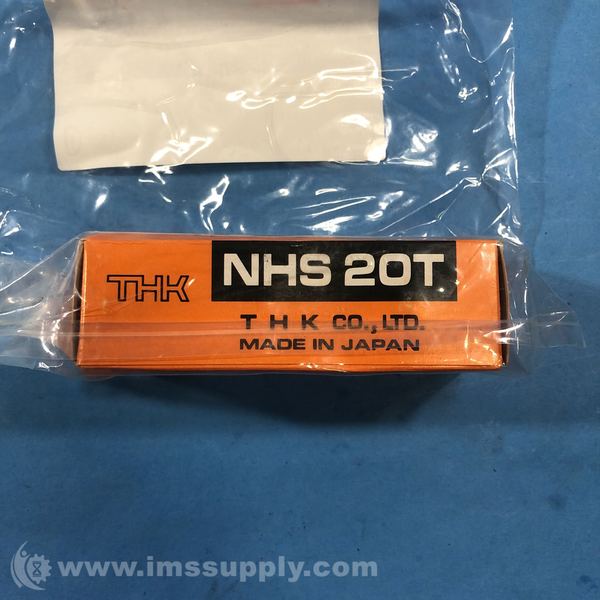 THK
NHS 20T
T H K CO., LTD.
MADE IN JAPAN
www.imssupply.com